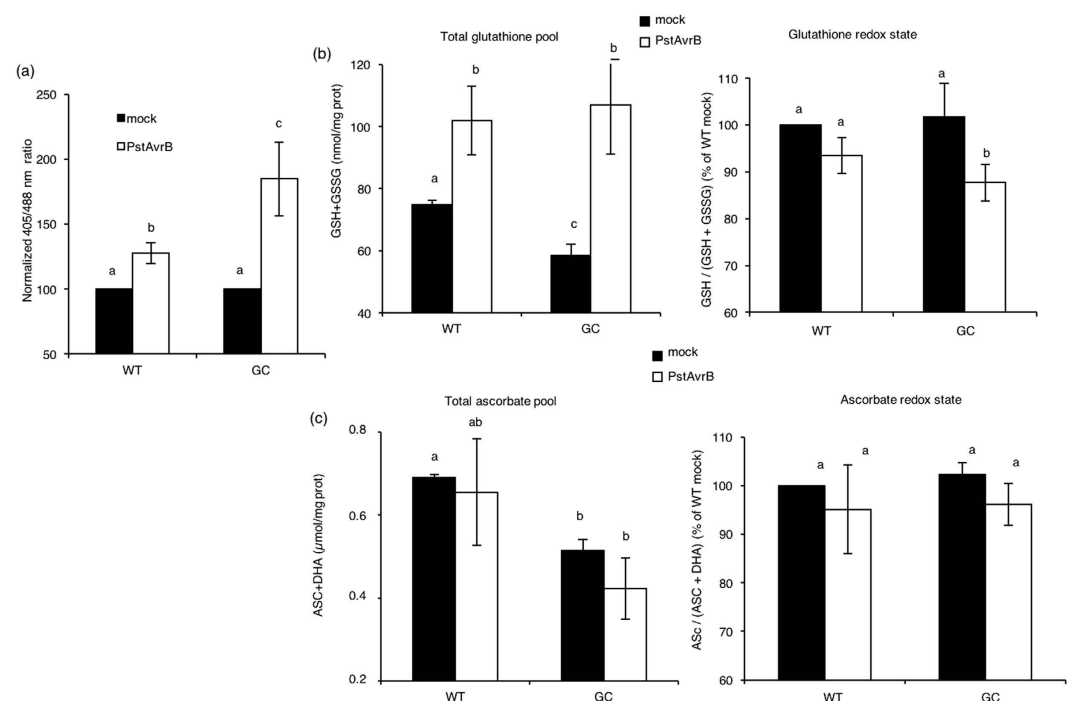 (a)
Normalized 405/488 nm ratio
250
200
150
100
50
mock
PstAvrB
a
b
a
c
WT
GC
(b)
Total glutathione pool
mock
PstAvrB
GSH+GSSG (nmol/mg prot)
120
100
80
60
40
a
b
c
b
WT
GC
Glutathione redox state
GSH / (GSH + GSSG) (% of WT mock)
110
100
90
80
70
60
a
a
a
b
WT
GC
mock
PstAvrB
(c)
Total ascorbate pool
ASC+DHA (µmol/mg prot)
0.8
0.6
0.4
0.2
a
ab
b
b
WT
GC
Ascorbate redox state
ASc / (ASC + DHA) (% of WT mock)
110
100
90
80
70
60
a
a
a
a
WT
GC